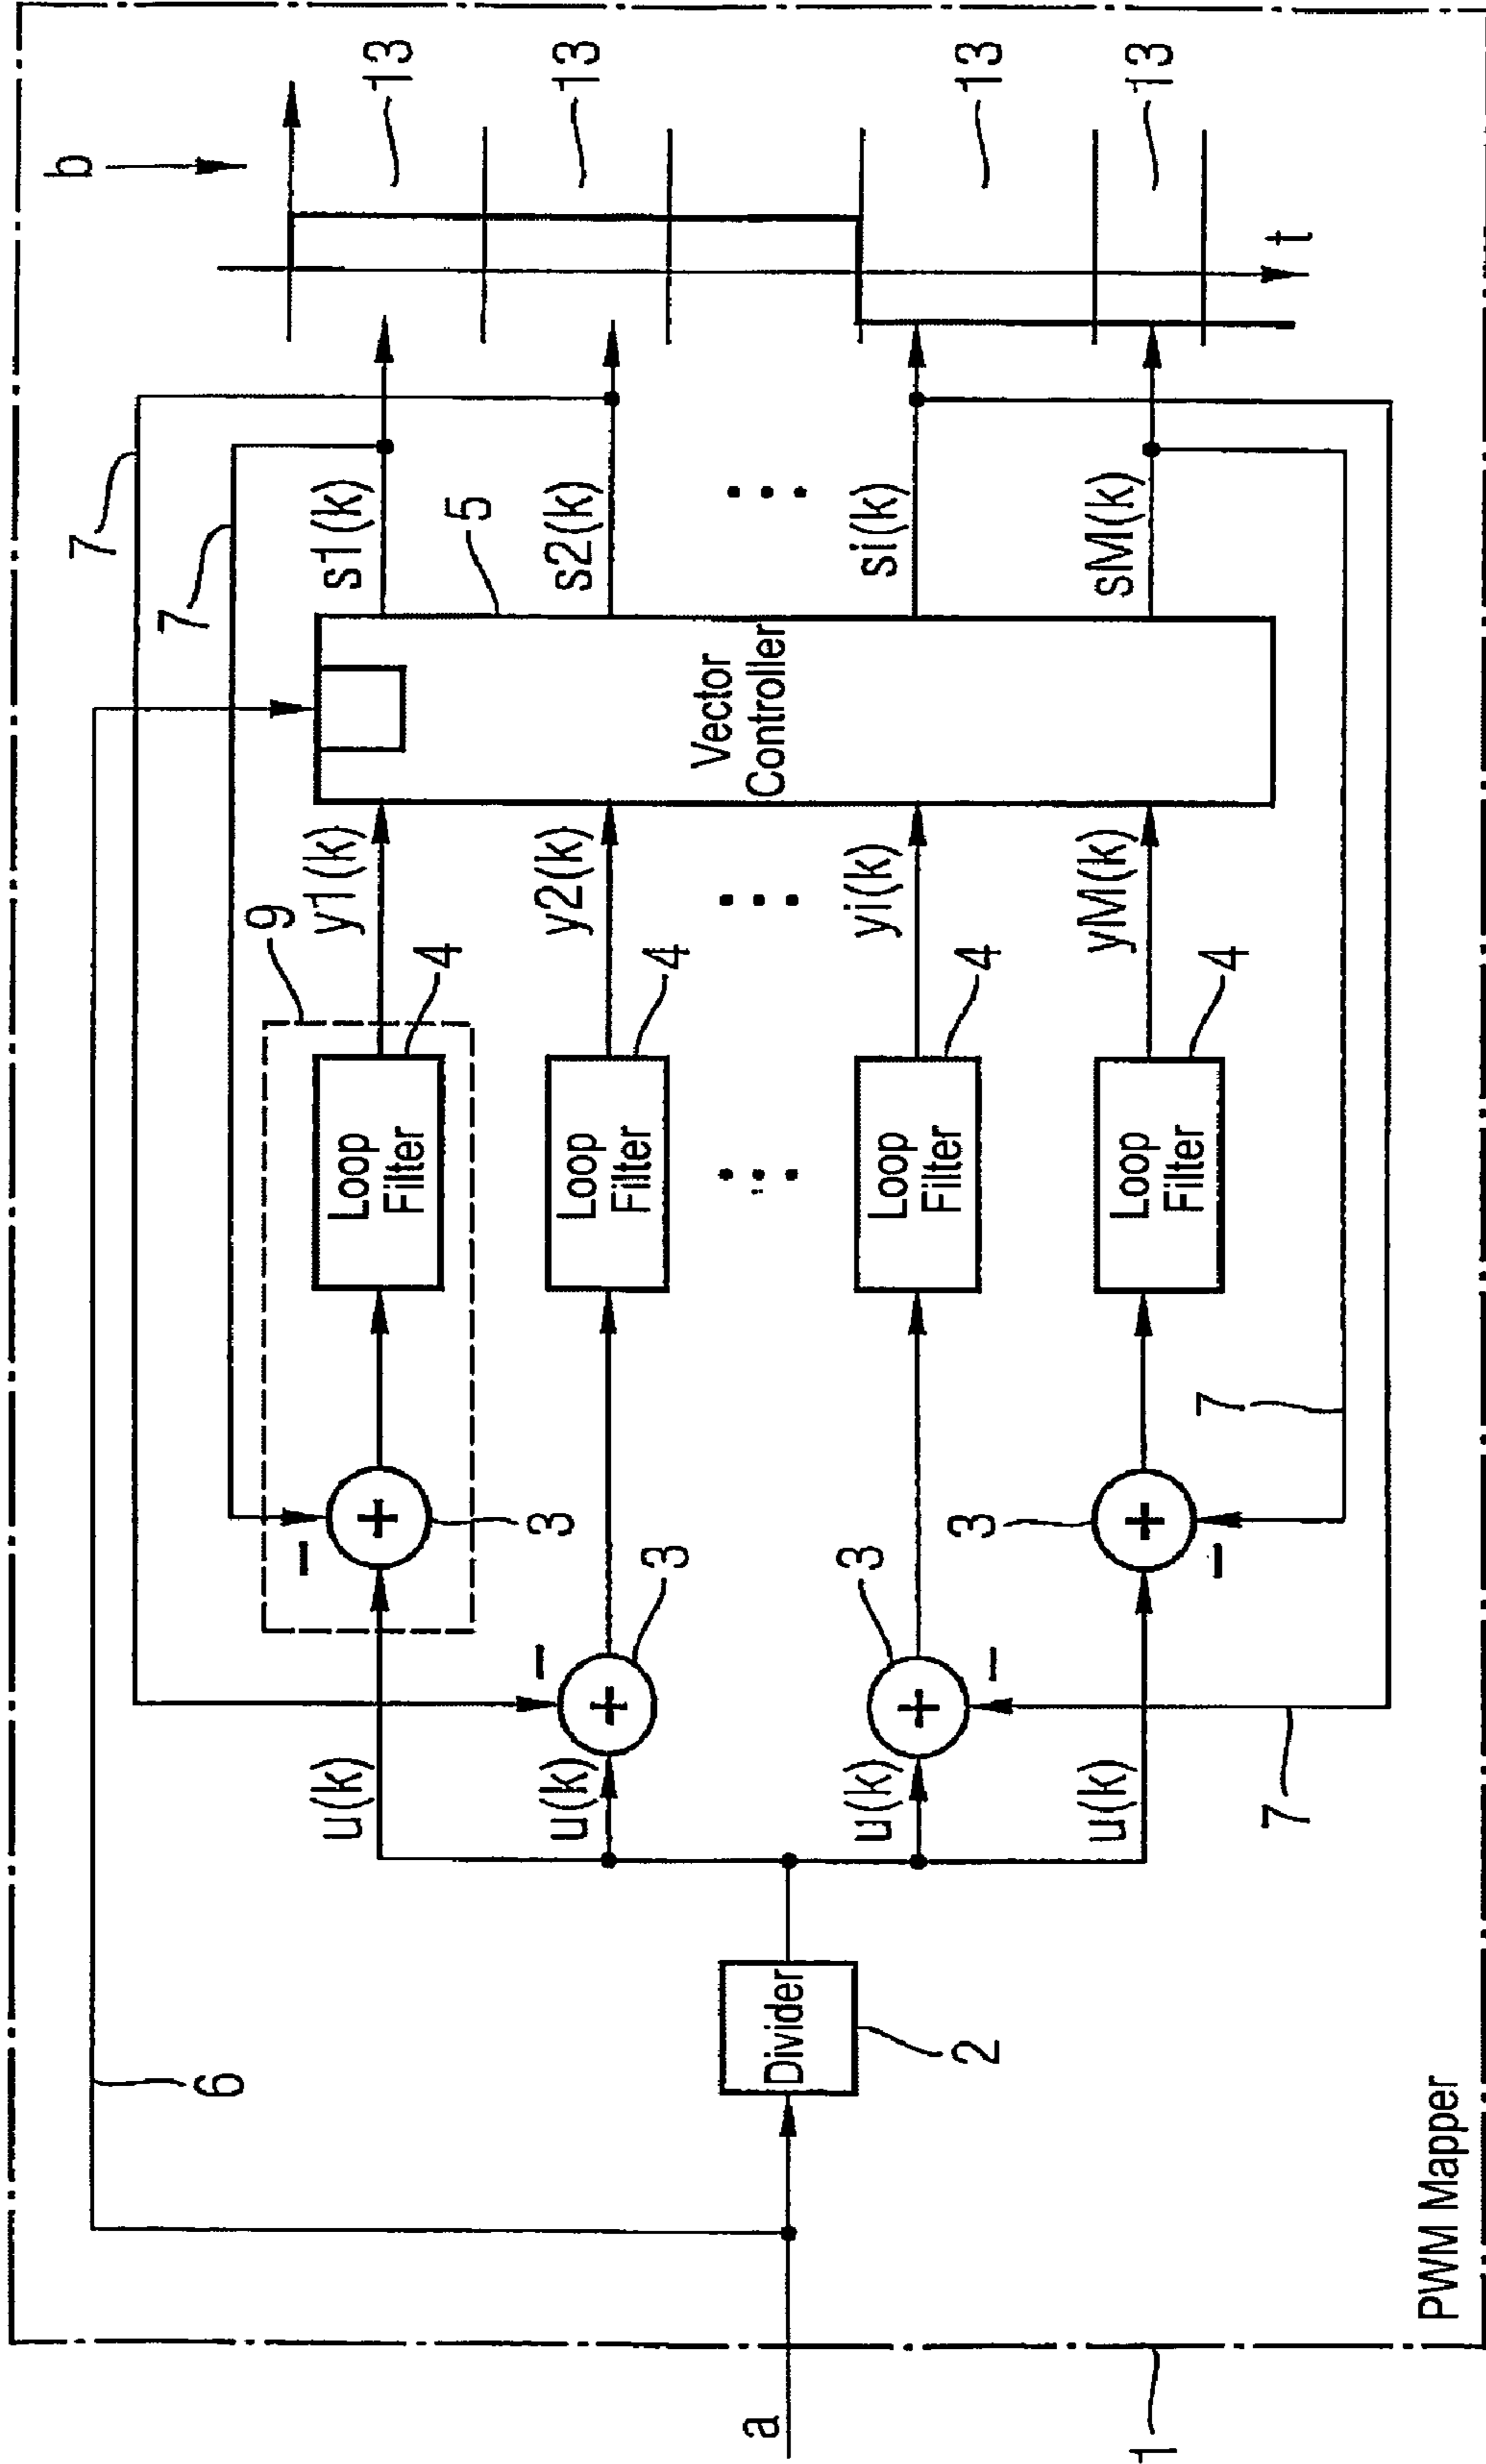 b
7
7
6
9
u(k)
–
Loop
Filter
y1(k)
s1(k)
13
4
5
3
–
u(k)
+
+
Loop
Filter
y2(k)
s2(k)
13
3
4
Vector
Controller
a
Divider
2
u(k)
3
+
–
Loop
Filter
yi(k)
si(k)
13
3
4
u(k)
+
–
Loop
Filter
yM(k)
sM(k)
13
4
1
7
7
t
PWM Mapper